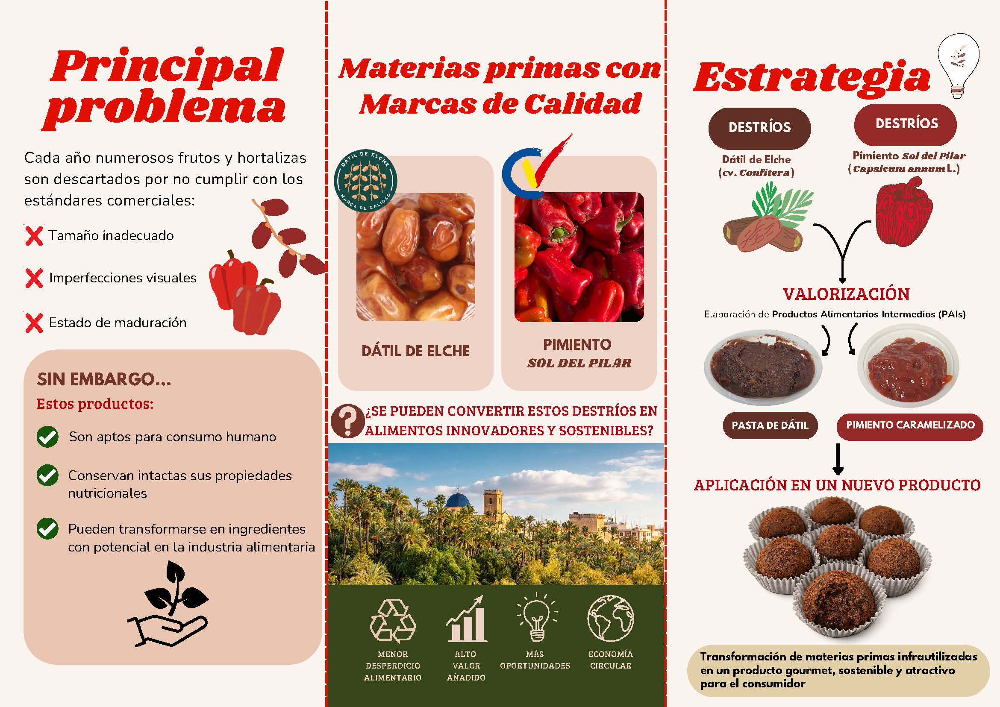 Principal
problema
Cada año numerosos frutos y hortalizas
son descartados por no cumplir con los
estándares comerciales:
Tamaño inadecuado
Imperfecciones visuales
Estado de maduración
SIN EMBARGO...
Estos productos:
Son aptos para consumo humano
Conservan intactas sus propiedades
nutricionales
Pueden transformarse en ingredientes
con potencial en la industria alimentaria
Materias primas con
Marcas de Calidad
DÁTIL DE ELCHE
MARCA DE CALIDAD
CV
DÁTIL DE ELCHE
PIMIENTO
SOL DEL PILAR
?
¿SE PUEDEN CONVERTIR ESTOS DESTRÍOS EN
ALIMENTOS INNOVADORES Y SOSTENIBLES?
MENOR
DESPERDICIO
ALIMENTARIO
ALTO
VALOR
AÑADIDO
MÁS
OPORTUNIDADES
ECONOMÍA
CIRCULAR
Estrategia
DESTRÍOS
Dátil de Elche
(cv. Confitera)
DESTRÍOS
Pimiento Sol del Pilar
(Capsicum annum L.)
VALORIZACIÓN
Elaboración de Productos Alimentarios Intermedios (PAIs)
PASTA DE DÁTIL
PIMIENTO CARAMELIZADO
APLICACIÓN EN UN NUEVO PRODUCTO
Transformación de materias primas infrautilizadas
en un producto gourmet, sostenible y atractivo
para el consumidor